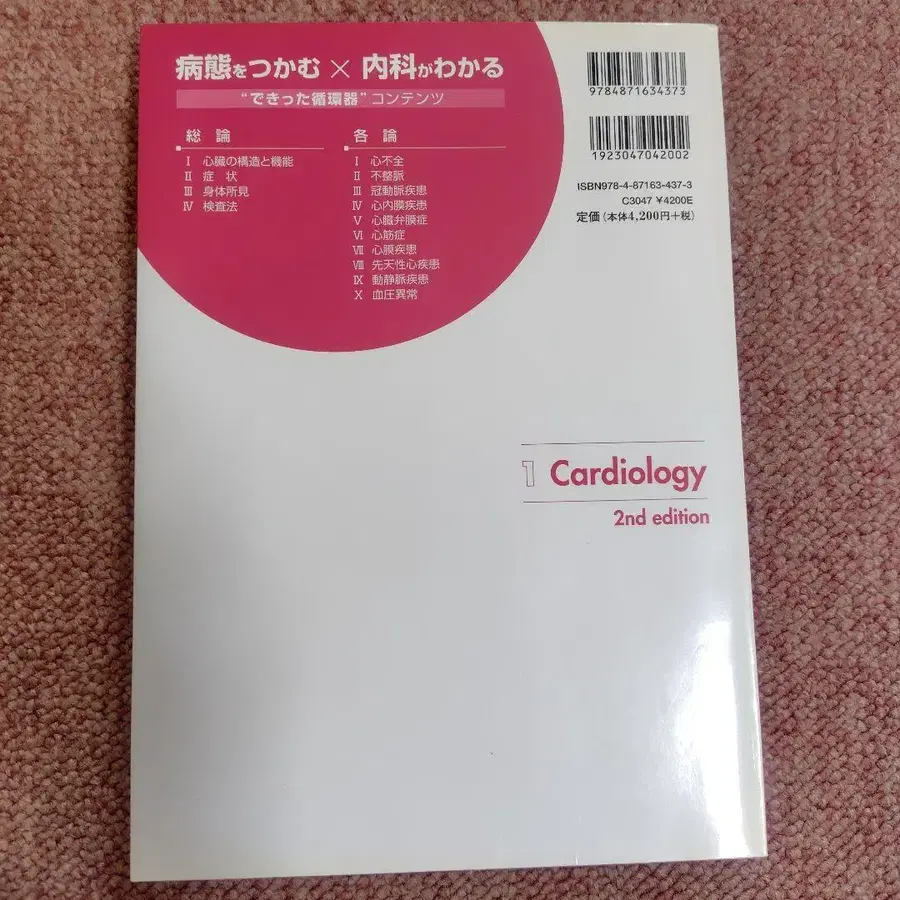 病態をつかむ×内科がわかる
“できった循環器”コンテンツ
総 論
Ⅰ 心臓の構造と機能
Ⅱ 症 状
Ⅲ 身体所見
Ⅳ 検査法
各 論
Ⅰ 心不全
Ⅱ 不整脈
Ⅲ 冠動脈疾患
Ⅳ 心内膜疾患
Ⅴ 心臓弁膜症
Ⅵ 心筋症
Ⅶ 心膜疾患
Ⅷ 先天性心疾患
Ⅸ 動静脈疾患
Ⅹ 血圧異常
9784871634373
1923047042002
ISBN978-4-87163-437-3
C3047 ¥4200E
定価(本体4,200円+税)
1 Cardiology
2nd edition